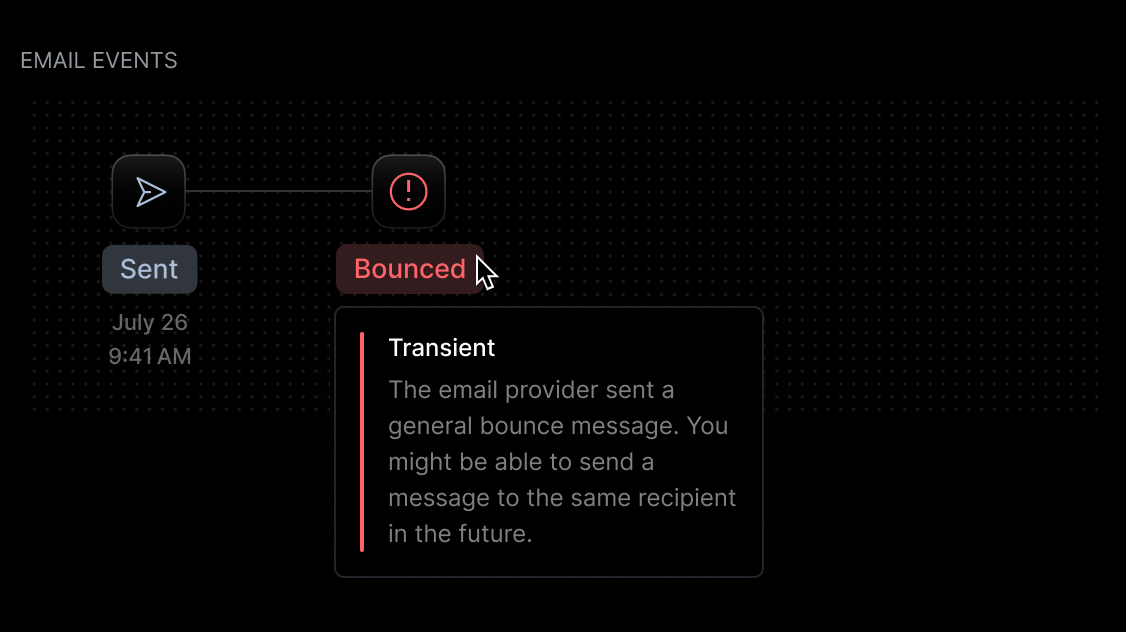 EMAIL EVENTS
Sent
Bounced
July 26
9:41 AM
Transient
The email provider sent a
general bounce message. You
might be able to send a
message to the same recipient
in the future.